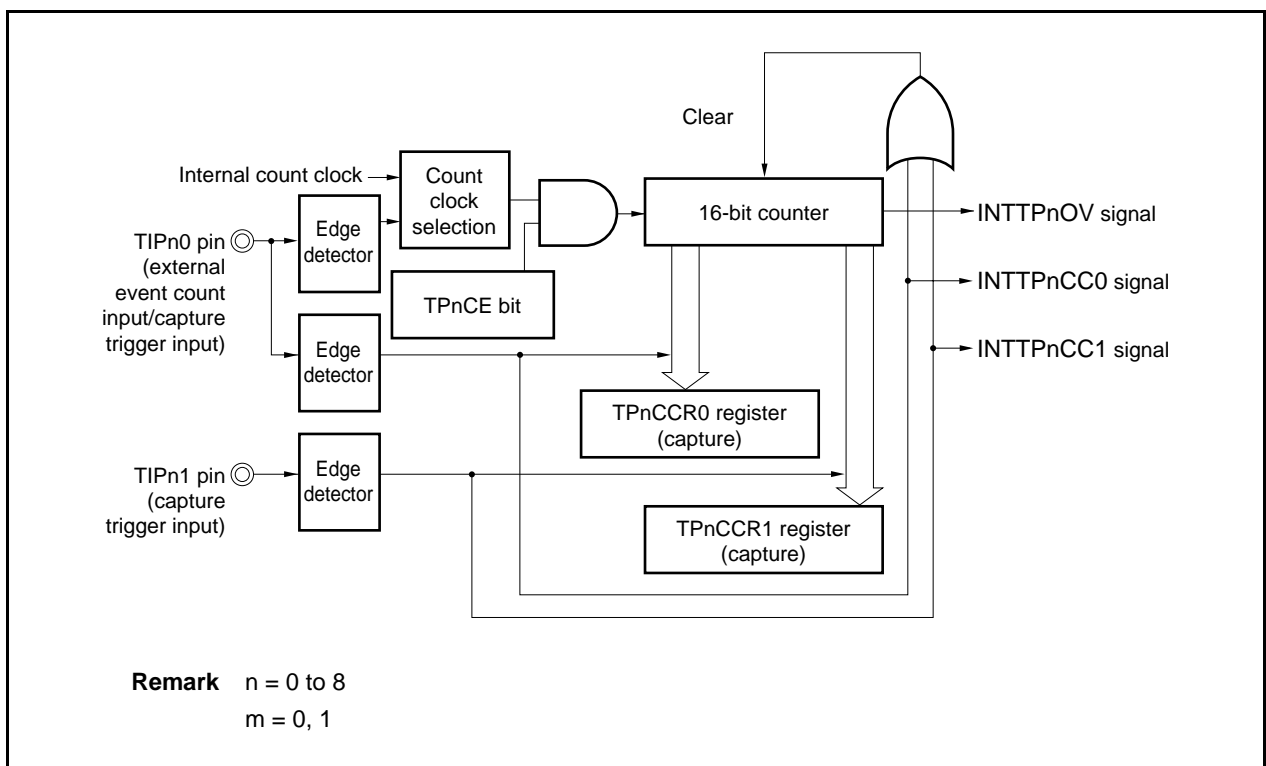 Clear
Internal count clock
Count
clock
selection
16-bit counter
INTTPnOV signal
Edge
detector
TIPn0 pin
(external
event count
input/capture
trigger input)
TPnCE bit
INTTPnCC0 signal
Edge
detector
INTTPnCC1 signal
TPnCCR0 register
(capture)
TIPn1 pin
(capture
trigger input)
Edge
detector
TPnCCR1 register
(capture)
Remark n = 0 to 8
m = 0, 1